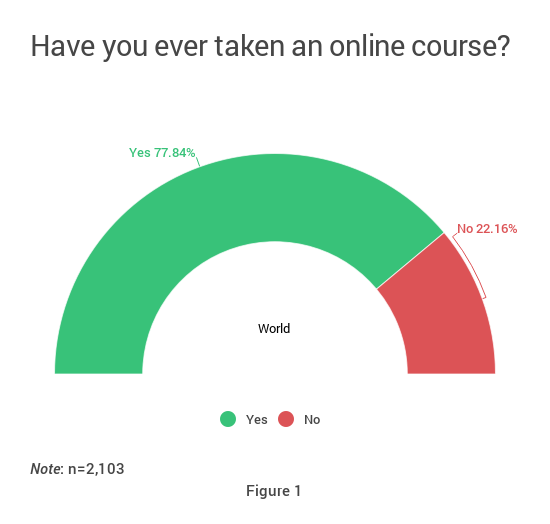 Have you ever taken an online course?
Yes 77.84%
No 22.16%
World
Yes No
Note: n=2,103
Figure 1